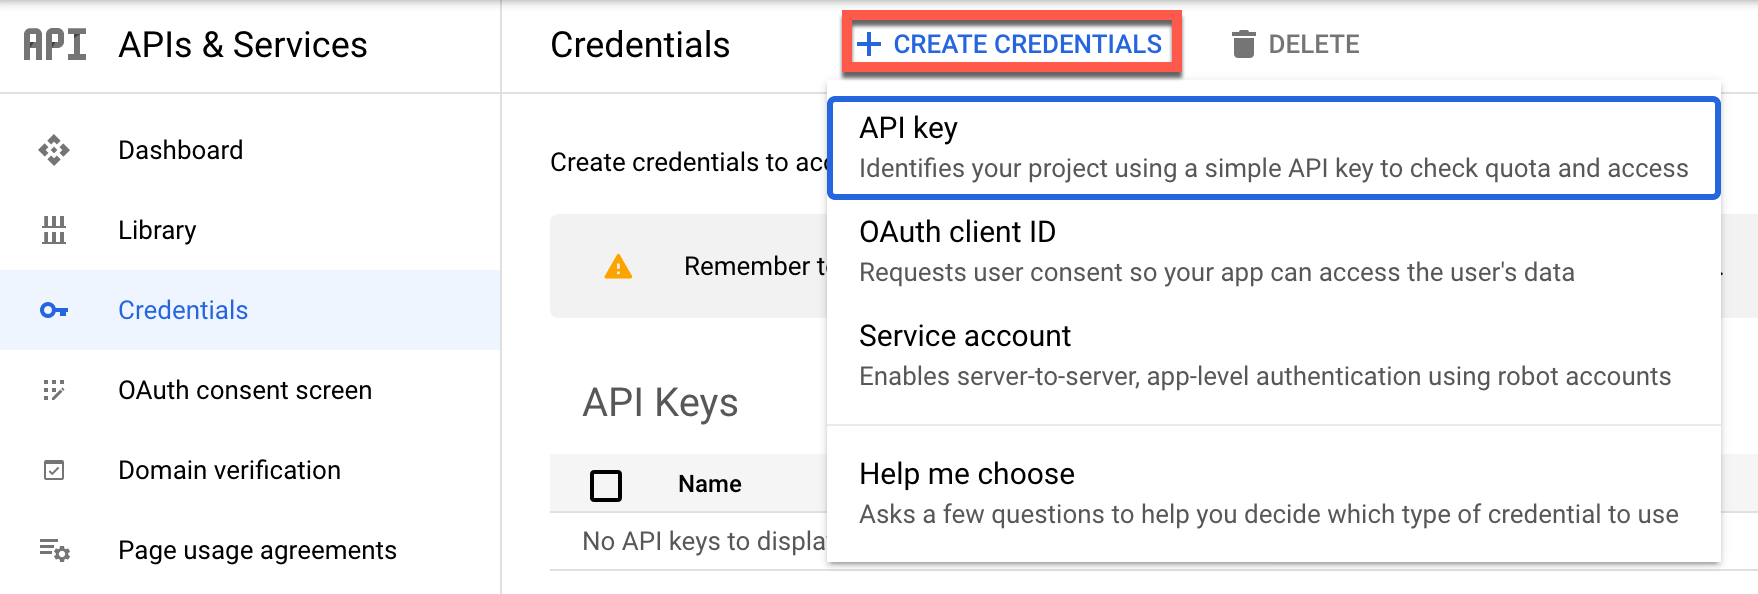 API APIs & Services
Credentials
+ CREATE CREDENTIALS
DELETE
Dashboard
Library
Credentials
OAuth consent screen
Domain verification
Page usage agreements
Create credentials to
Remember
API Keys
Name
No API keys to
API key
Identifies your project using a simple API key to check quota and access
OAuth client ID
Requests user consent so your app can access the user's data
Service account
Enables server-to-server, app-level authentication using robot accounts
Help me choose
Asks a few questions to help you decide which type of credential to use